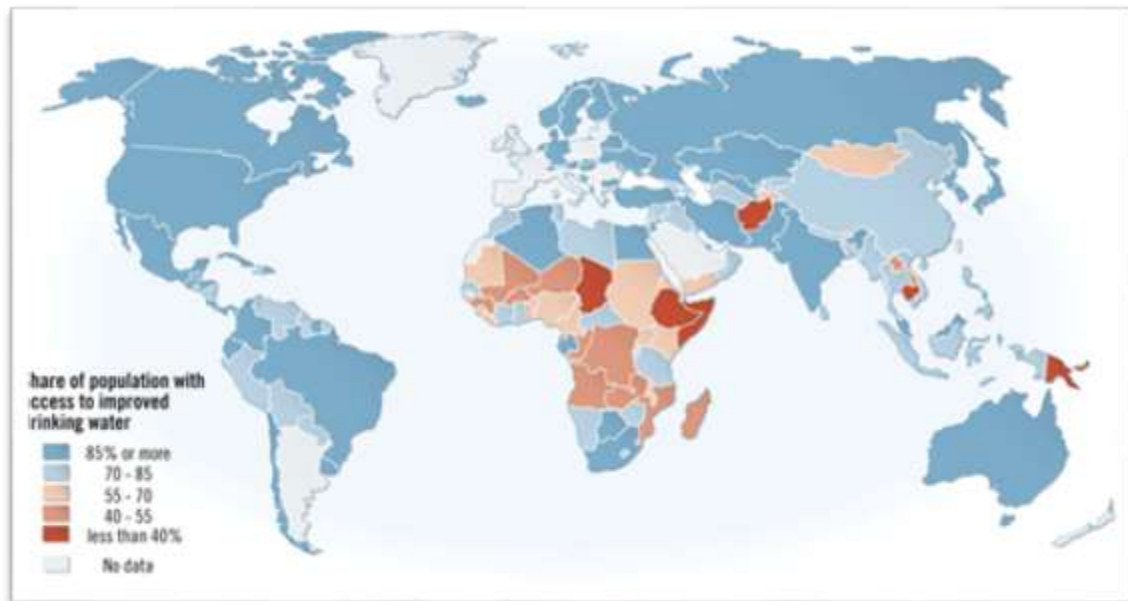 hare of population with
ccess to improved
rinking water
85% or more
70 - 85
55 - 70
40 - 55
less than 40%
No data